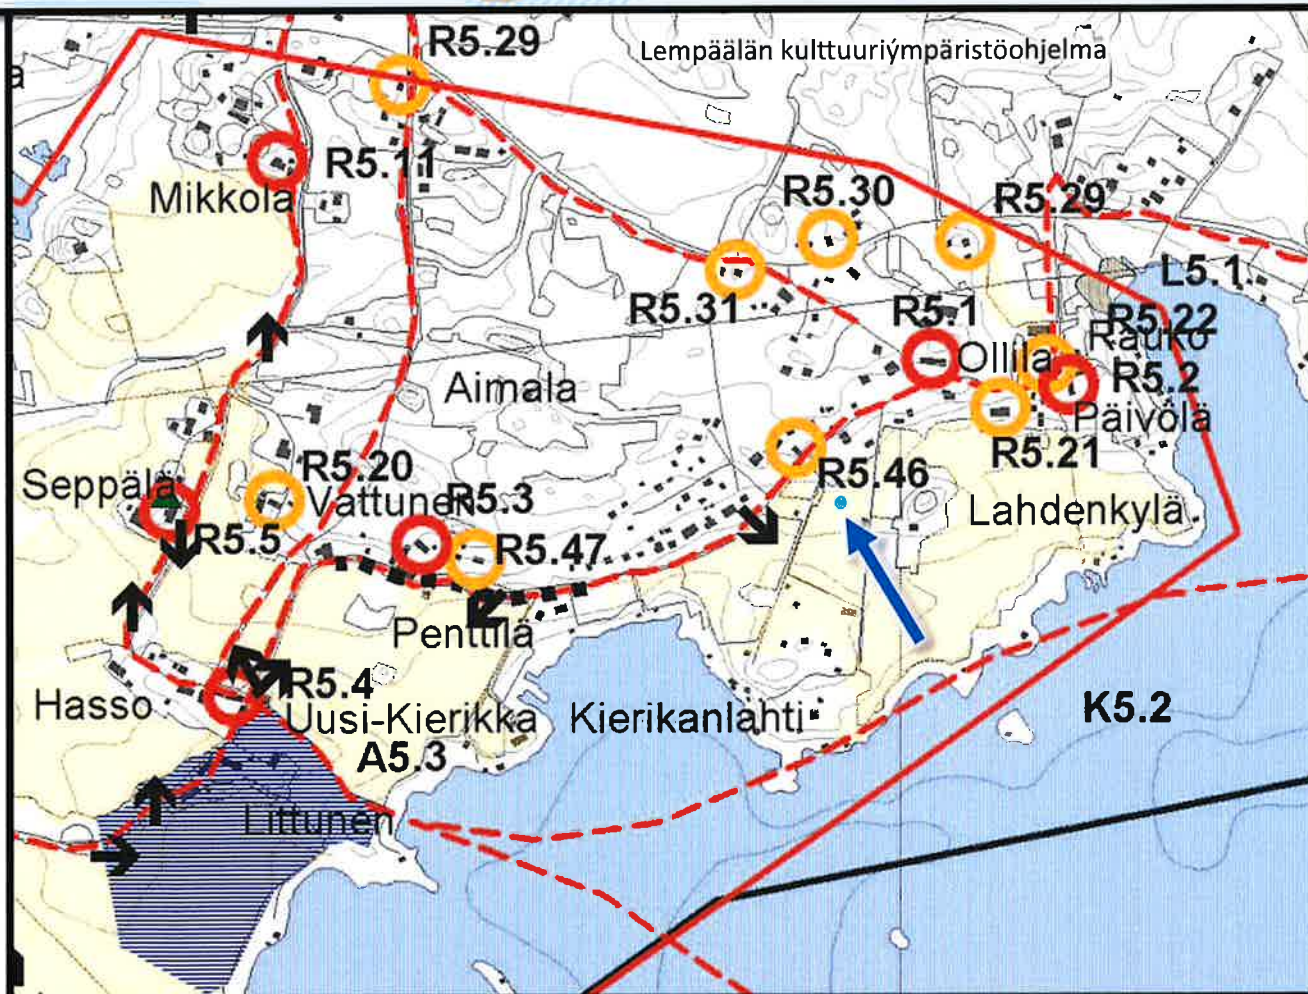 R5.29
Lempäälän kulttuuriympäristöohjelma
R5.11
Mikkola
R5.30
R5.29
L5.1
R5.31
R5.1
R5.22
Rauko
Ollila
R5.2
Aimala
Päivölä
R5.21
R5.20
R5.46
Seppälä
Vattunen
R5.3
Lahdenkylä
R5.5
R5.47
Penttilä
R5.4
Hasso
Uusi-Kierikka
Kierikanlahti
K5.2
A5.3
Littunen